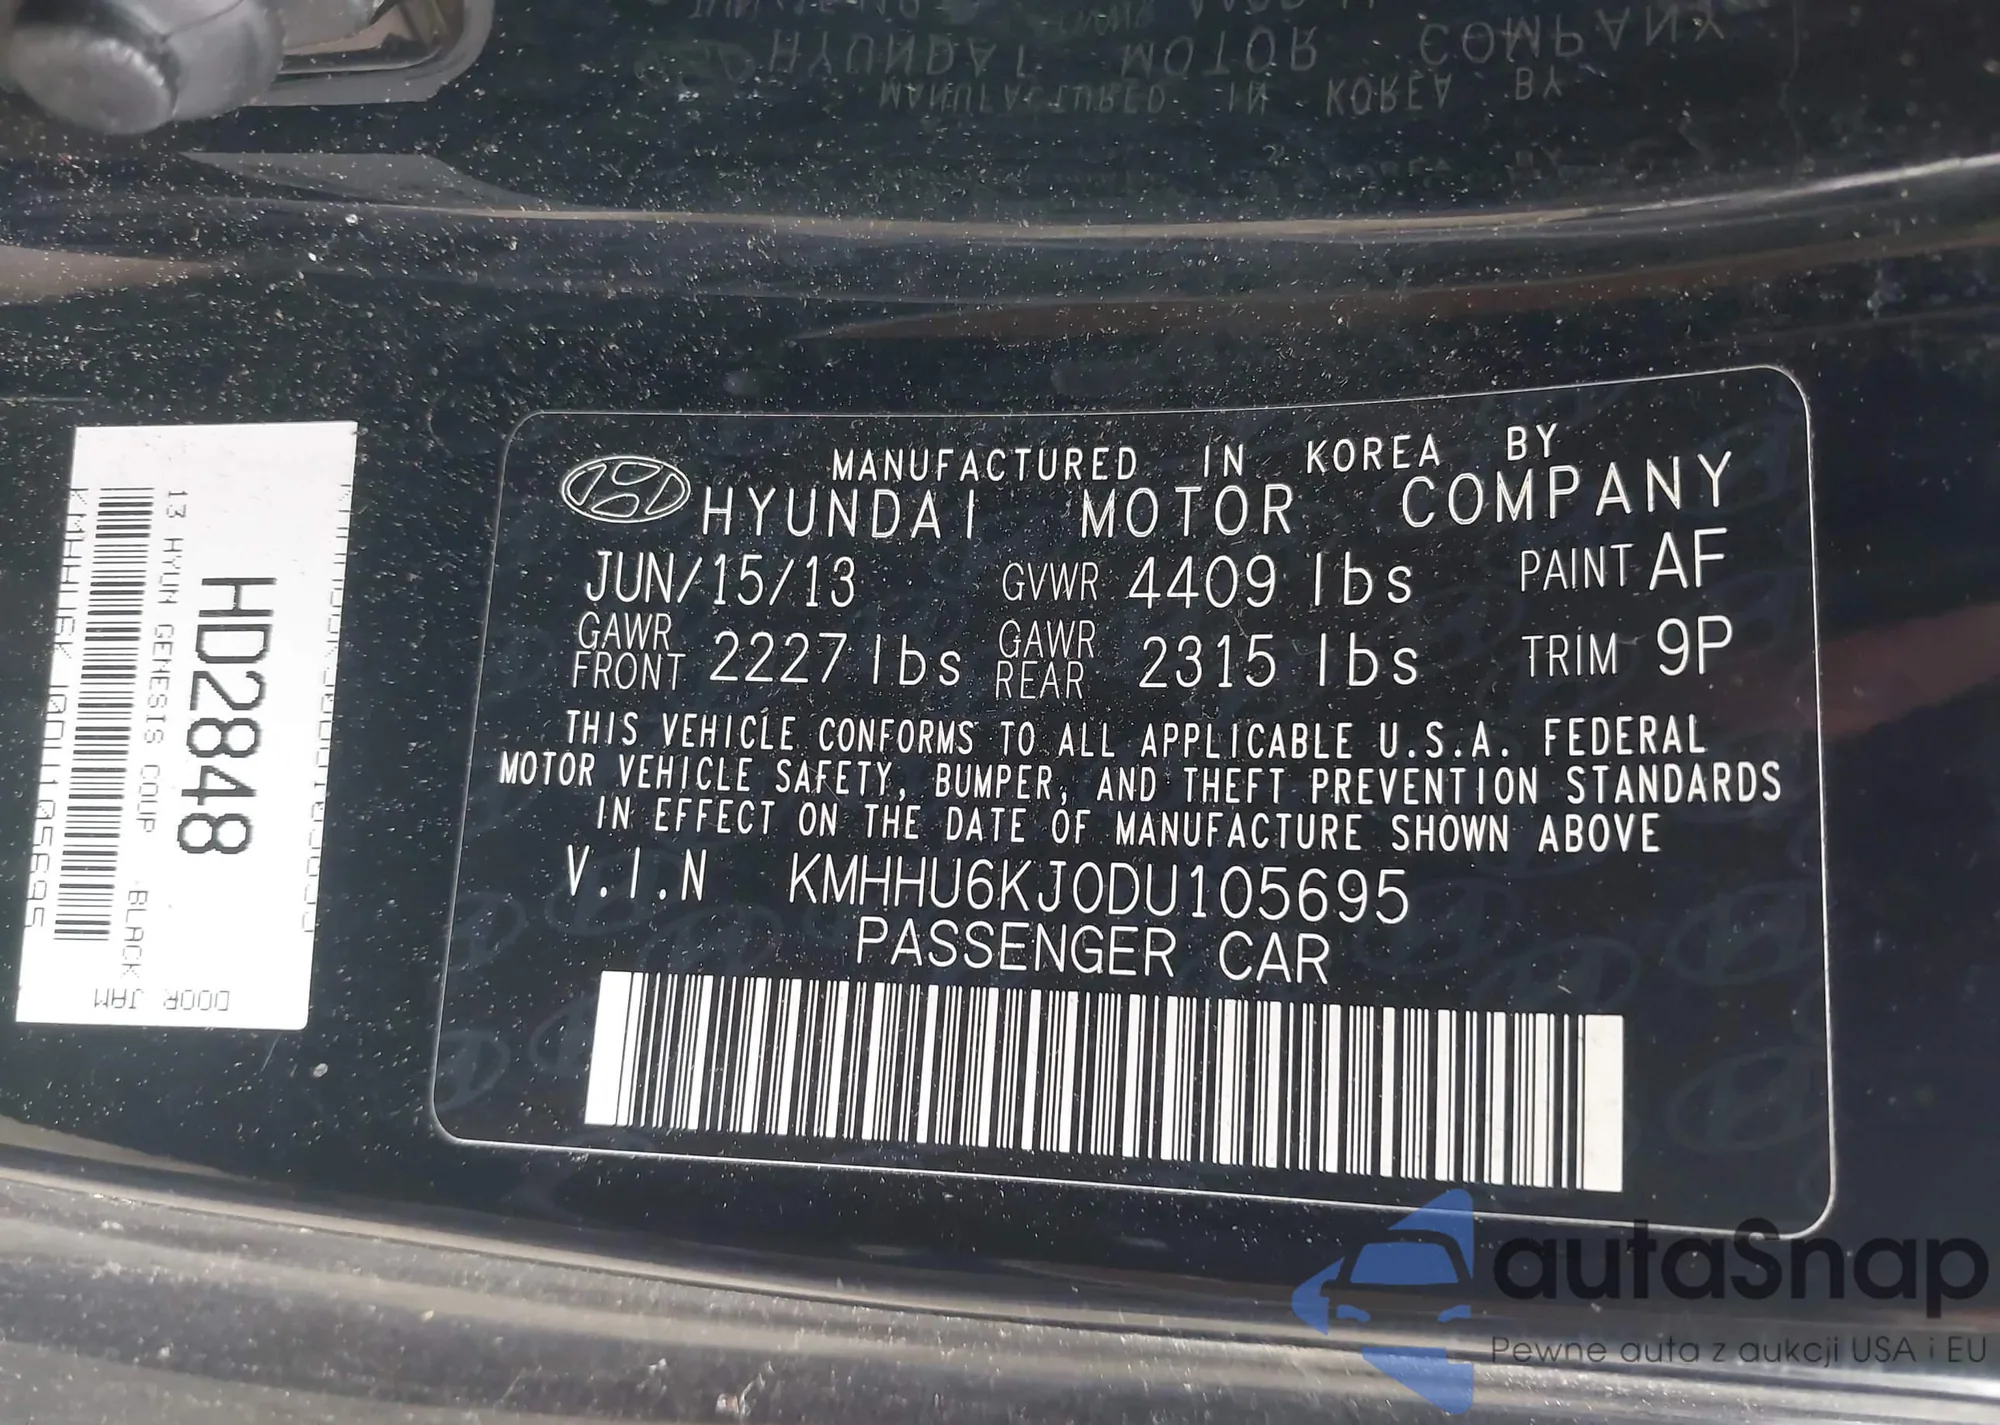 MANUFACTURED IN KOREA BY
HYUNDAI MOTOR COMPANY
JUN/15/13 GVWR 4409 lbs PAINT AF
GAWR FRONT 2227 lbs GAWR REAR 2315 lbs TRIM 9P
THIS VEHICLE CONFORMS TO ALL APPLICABLE U.S.A. FEDERAL
MOTOR VEHICLE SAFETY, BUMPER, AND THEFT PREVENTION STANDARDS
IN EFFECT ON THE DATE OF MANUFACTURE SHOWN ABOVE
V.I.N KMHHU6KJ0DU105695
PASSENGER CAR
HD2848
13 HYUN GENESIS COUP BLACK
KMHHU6KJ0DU105695
DOOR JAM
autaSnap
Pewne auta z aukcji USA i EU